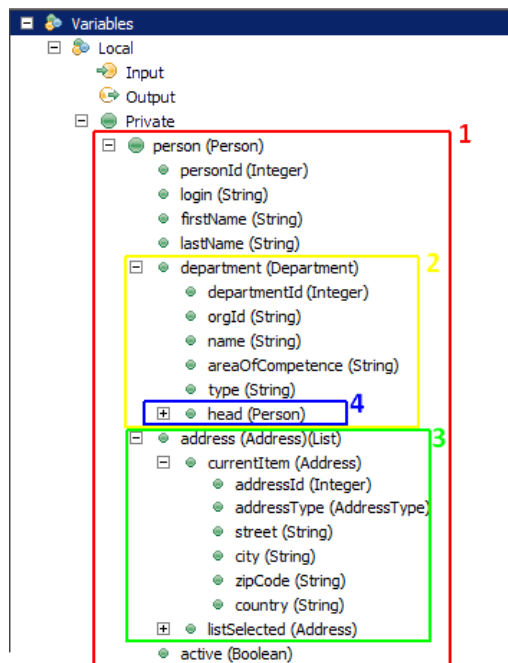 Variables
Local
Input
Output
Private
1
person (Person)
personId (Integer)
login (String)
firstName (String)
lastName (String)
department (Department)
2
departmentId (Integer)
orgId (String)
name (String)
areaOfCompetence (String)
type (String)
head (Person)
4
address (Address)(List)
3
currentItem (Address)
addressId (Integer)
addressType (AddressType)
street (String)
city (String)
zipCode (String)
country (String)
listSelected (Address)
active (Boolean)